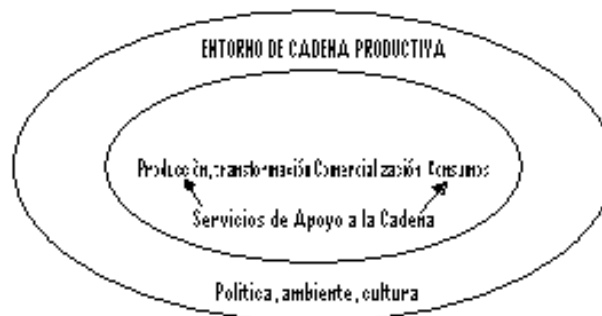 ENTORNO DE CADENA PRODUCTIVA
Producción, transformación Comercialización Consumos
Servicios de Apoyo a la Cadena
Política, ambiente, cultura